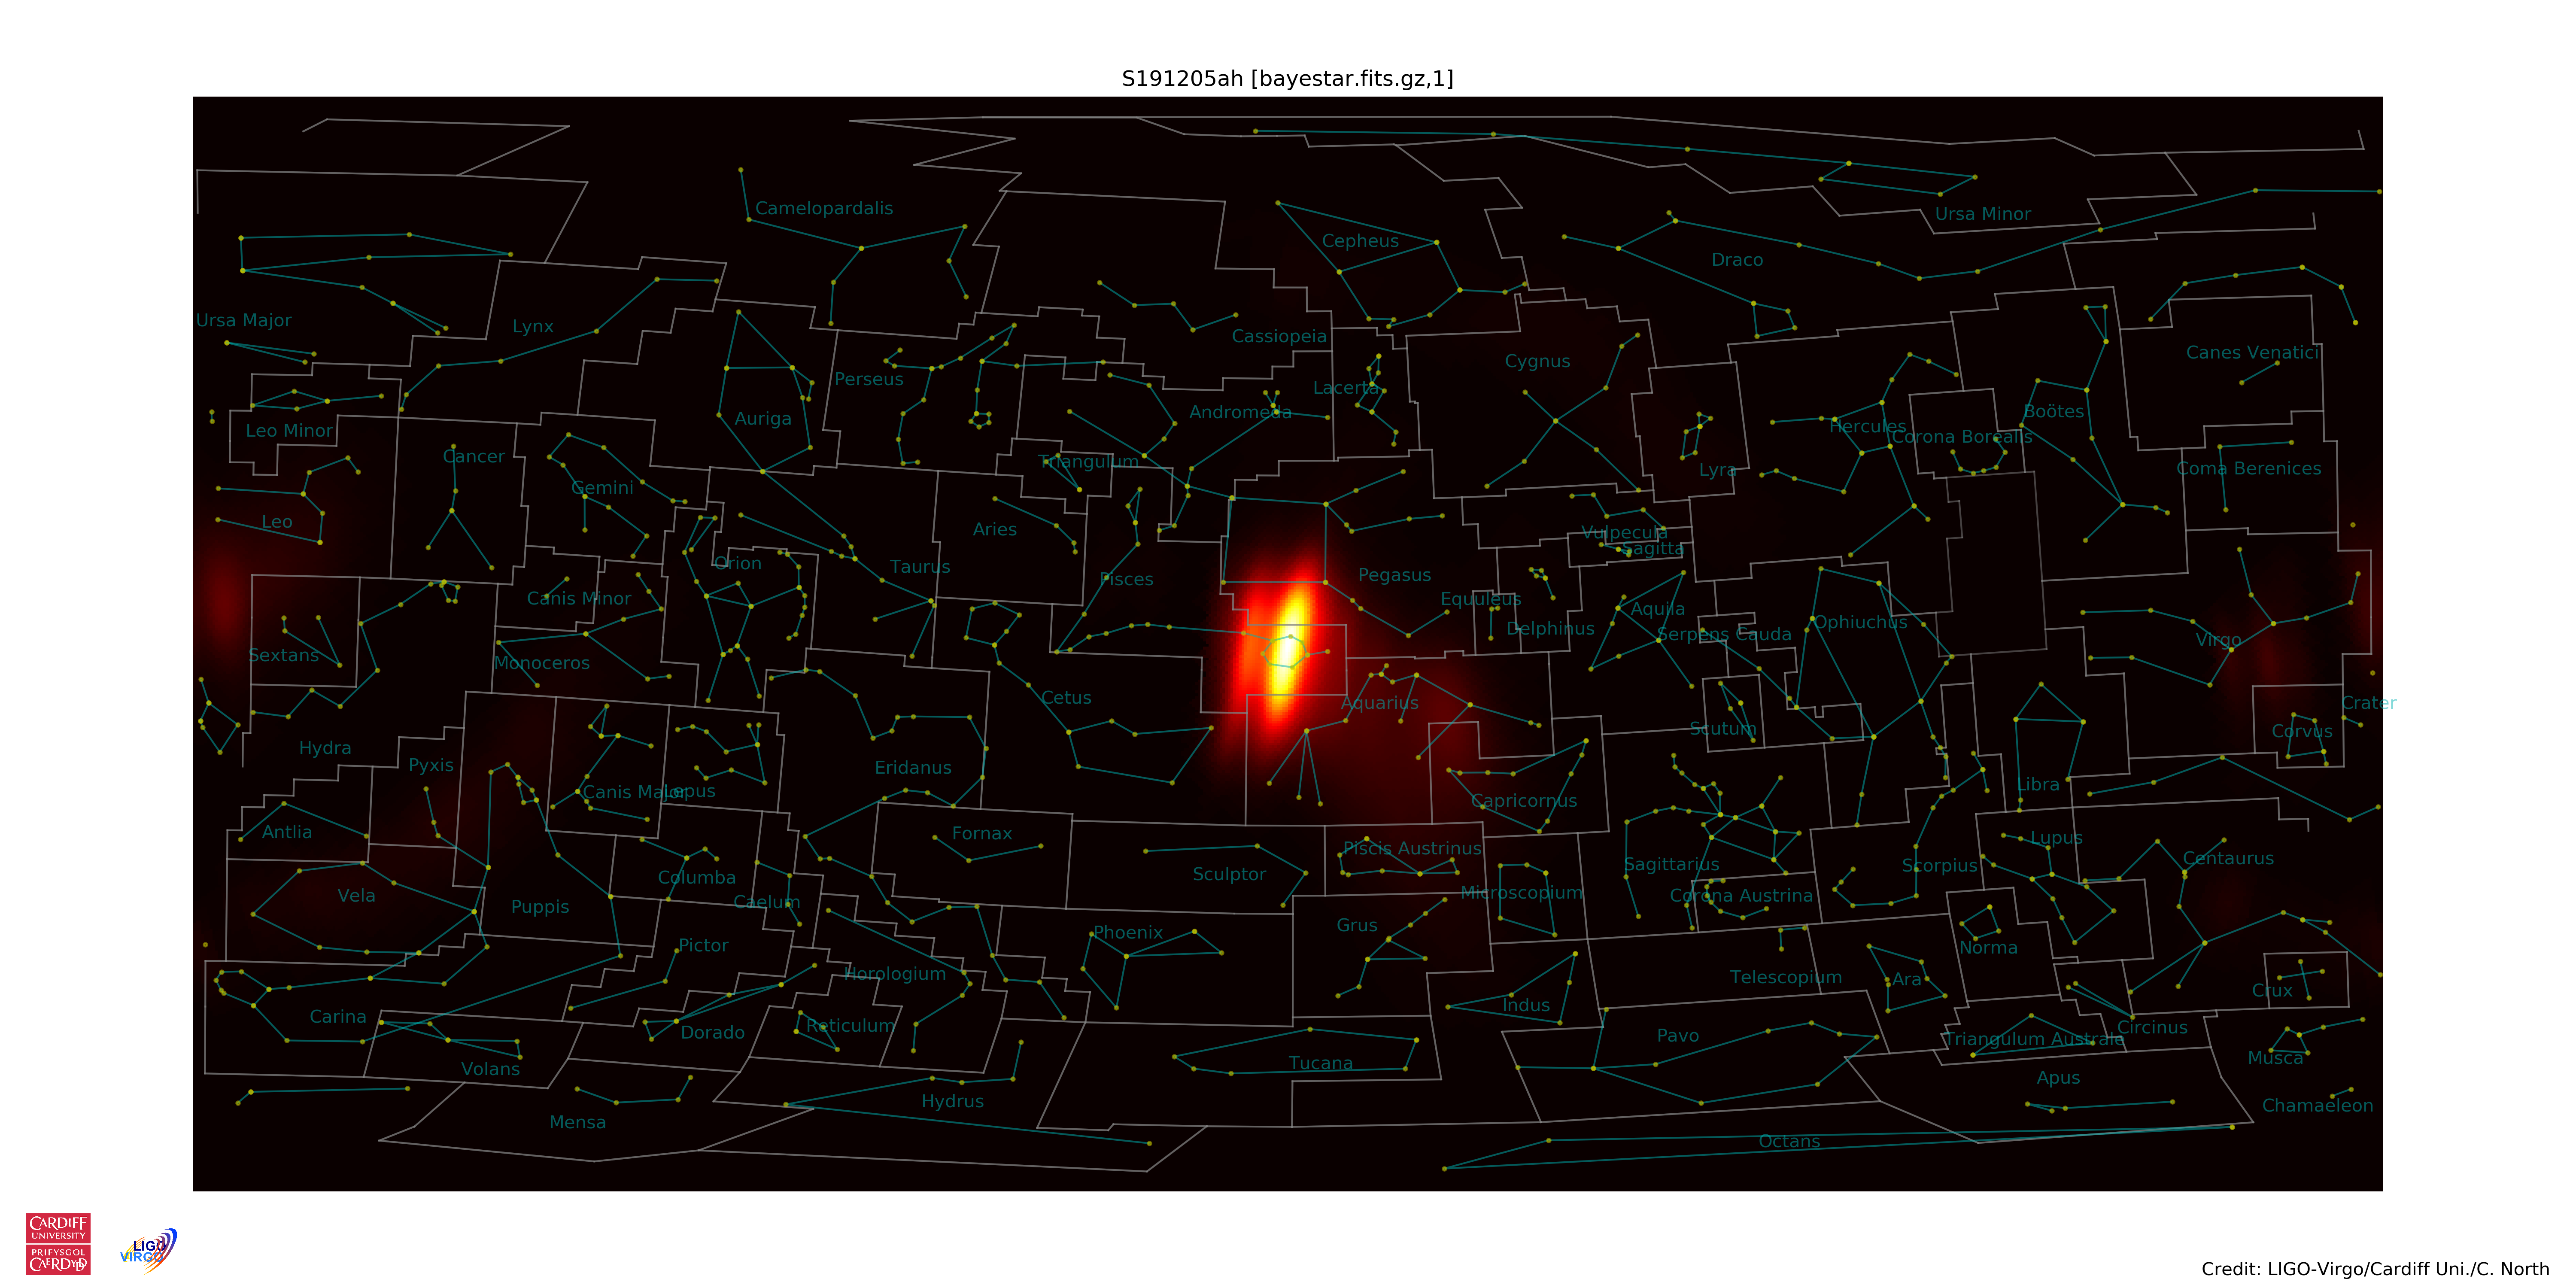 S191205ah [bayestar.fits.gz,1]
Camelopardalis
Ursa Minor
Cepheus
Draco
Ursa Major
Lynx
Cassiopeia
Canes Venatici
Cygnus
Perseus
Lacerta
Andromeda
Boötes
Auriga
Hercules
Leo Minor
Corona Borealis
Cancer
Triangulum
Lyra
Coma Berenices
Gemini
Leo
Aries
Vulpecula
Sagitta
Orion
Taurus
Pisces
Pegasus
Canis Minor
Equuleus
Aquila
Ophiuchus
Delphinus
Serpens Cauda
Virgo
Sextans
Monoceros
Cetus
Aquarius
Crater
Scutum
Corvus
Hydra
Pyxis
Eridanus
Libra
Canis Major
Lepus
Capricornus
Antlia
Fornax
Lupus
Piscis Austrinus
Centaurus
Sagittarius
Scorpius
Sculptor
Columba
Vela
Microscopium
Corona Austrina
Caelum
Puppis
Grus
Phoenix
Pictor
Norma
Horologium
Telescopium
Ara
Crux
Indus
Carina
Reticulum
Circinus
Dorado
Pavo
Triangulum Australe
Musca
Tucana
Volans
Apus
Hydrus
Chamaeleon
Mensa
Octans
CARDIFF
UNIVERSITY
PRIFYSGOL
CAERDYDD
LIGO
VIRGO
Credit: LIGO-Virgo/Cardiff Uni./C. North